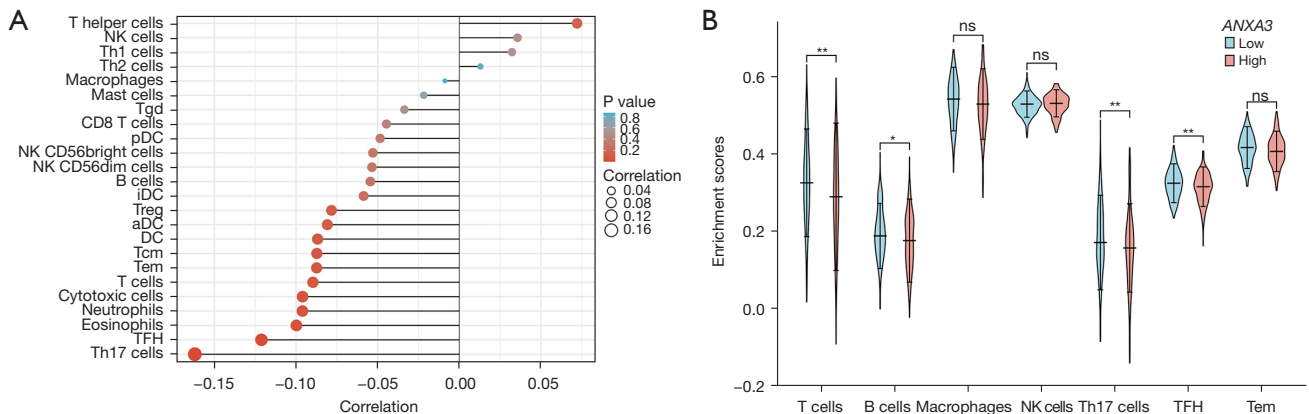 A
T helper cells
NK cells
Th1 cells
Th2 cells
Macrophages
Mast cells
Tgd
CD8 T cells
pDC
NK CD56bright cells
NK CD56dim cells
B cells
iDC
Treg
aDC
DC
Tcm
Tem
T cells
Cytotoxic cells
Neutrophils
Eosinophils
TFH
Th17 cells
−0.15 −0.10 −0.05 0.00 0.05
Correlation
P value
0.8
0.6
0.4
0.2
Correlation
0.04
0.08
0.12
0.16
B
ANXA3
Low
High
Enrichment scores
0.6
0.4
0.2
0.0
−0.2
** * ns ns ** ** ns
T cells B cells Macrophages NK cells Th17 cells TFH Tem